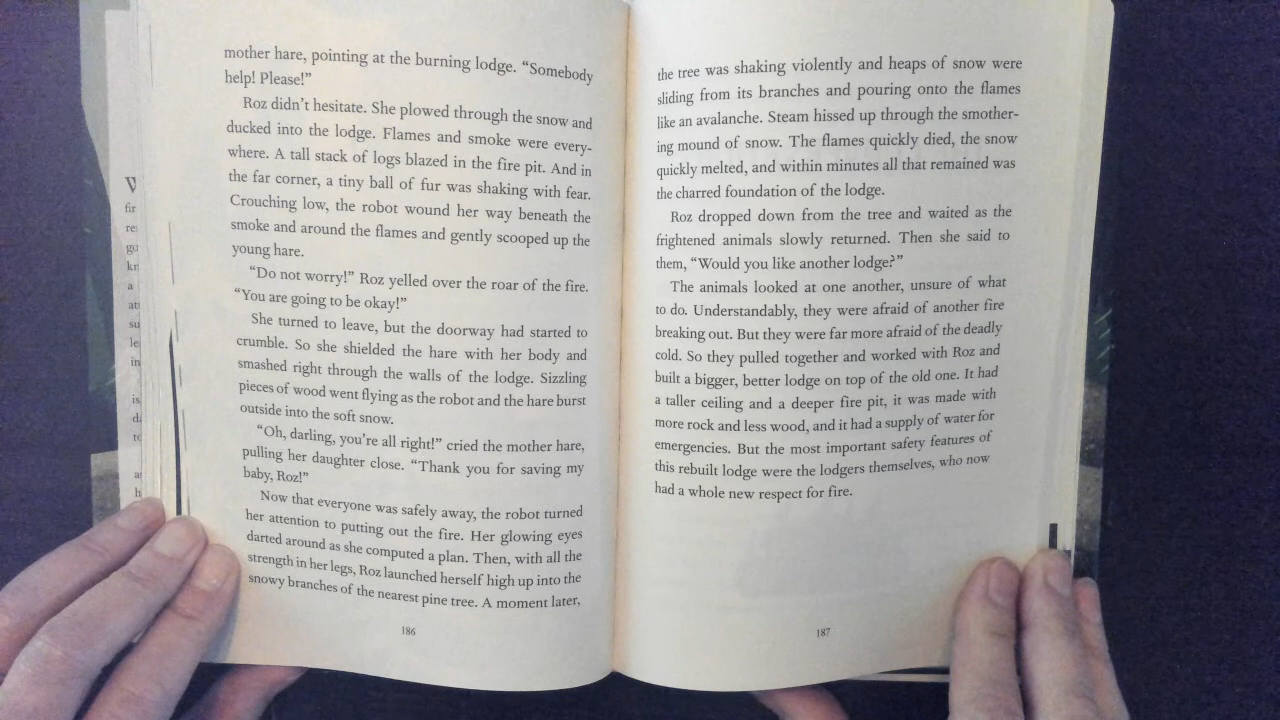 mother hare, pointing at the burning lodge. “Somebody
help! Please!”
Roz didn’t hesitate. She plowed through the snow and
ducked into the lodge. Flames and smoke were every-
where. A tall stack of logs blazed in the fire pit. And in
the far corner, a tiny ball of fur was shaking with fear.
Crouching low, the robot wound her way beneath the
smoke and around the flames and gently scooped up the
young hare.
“Do not worry!” Roz yelled over the roar of the fire.
“You are going to be okay!”
She turned to leave, but the doorway had started to
crumble. So she shielded the hare with her body and
smashed right through the walls of the lodge. Sizzling
pieces of wood went flying as the robot and the hare burst
outside into the soft snow.
“Oh, darling, you’re all right!” cried the mother hare,
pulling her daughter close. “Thank you for saving my
baby, Roz!”
Now that everyone was safely away, the robot turned
her attention to putting out the fire. Her glowing eyes
darted around as she computed a plan. Then, with all the
strength in her legs, Roz launched herself high up into the
snowy branches of the nearest pine tree. A moment later,
186
the tree was shaking violently and heaps of snow were
sliding from its branches and pouring onto the flames
like an avalanche. Steam hissed up through the smother-
ing mound of snow. The flames quickly died, the snow
quickly melted, and within minutes all that remained was
the charred foundation of the lodge.
Roz dropped down from the tree and waited as the
frightened animals slowly returned. Then she said to
them, “Would you like another lodge?”
The animals looked at one another, unsure of what
to do. Understandably, they were afraid of another fire
breaking out. But they were far more afraid of the deadly
cold. So they pulled together and worked with Roz and
built a bigger, better lodge on top of the old one. It had
a taller ceiling and a deeper fire pit, it was made with
more rock and less wood, and it had a supply of water for
emergencies. But the most important safety features of
this rebuilt lodge were the lodgers themselves, who now
had a whole new respect for fire.
187